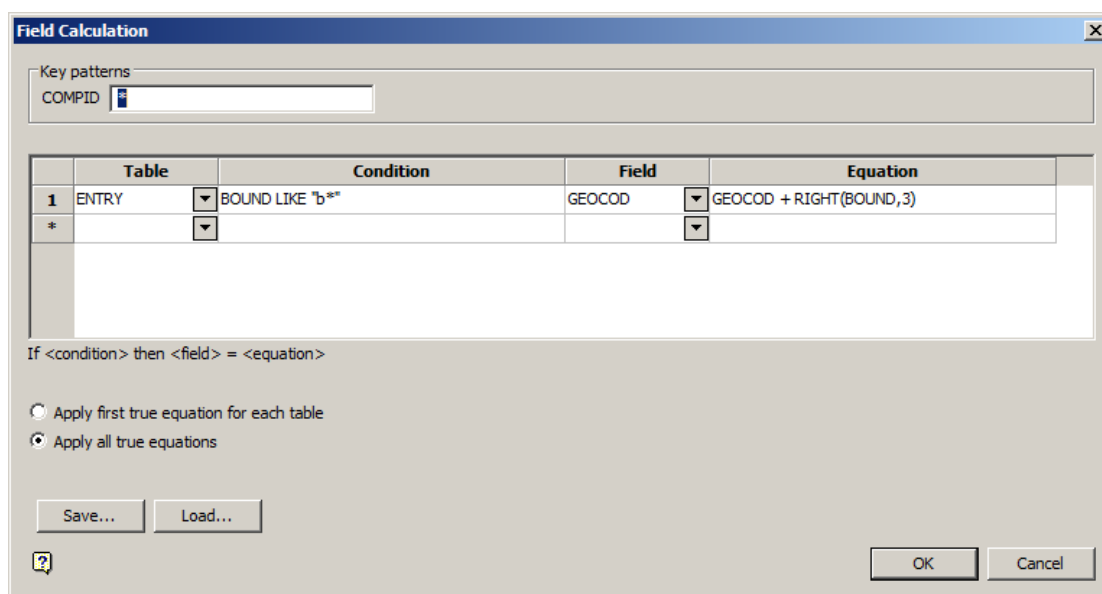 Field Calculation
Key patterns
COMPID *
Table Condition Field Equation
1 ENTRY BOUND LIKE "b*" GEOCOD GEOCOD + RIGHT(BOUND,3)
*
If <condition> then <field> = <equation>
Apply first true equation for each table
Apply all true equations
Save... Load...
OK Cancel